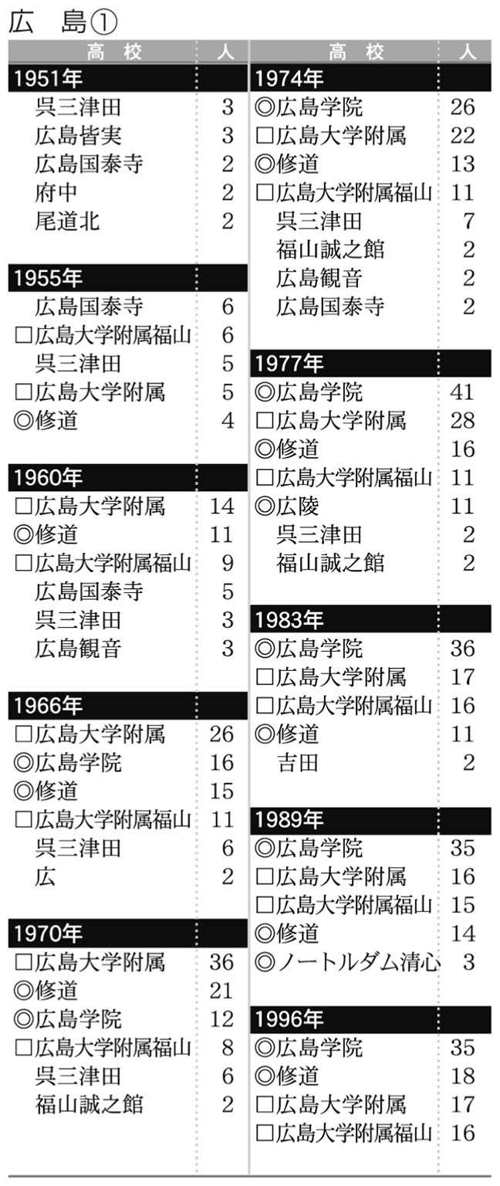 広　島①
高　校　人
1951年
呉三津田　3
広島皆実　3
広島国泰寺　2
府中　2
尾道北　2
1955年
広島国泰寺　6
□広島大学附属福山　6
呉三津田　5
□広島大学附属　5
◎修道　4
1960年
□広島大学附属　14
◎修道　11
□広島大学附属福山　9
広島国泰寺　5
呉三津田　3
広島観音　3
1966年
□広島大学附属　26
◎広島学院　16
◎修道　15
□広島大学附属福山　11
呉三津田　6
広　2
1970年
□広島大学附属　36
◎修道　21
◎広島学院　12
□広島大学附属福山　8
呉三津田　6
福山誠之館　2
高　校　人
1974年
◎広島学院　26
□広島大学附属　22
◎修道　13
□広島大学附属福山　11
呉三津田　7
福山誠之館　2
広島観音　2
広島国泰寺　2
1977年
◎広島学院　41
□広島大学附属　28
◎修道　16
□広島大学附属福山　11
◎広陵　11
呉三津田　2
福山誠之館　2
1983年
◎広島学院　36
□広島大学附属　17
□広島大学附属福山　16
◎修道　11
吉田　2
1989年
◎広島学院　35
□広島大学附属　16
□広島大学附属福山　15
◎修道　14
◎ノートルダム清心　3
1996年
◎広島学院　35
◎修道　18
□広島大学附属　17
□広島大学附属福山　16